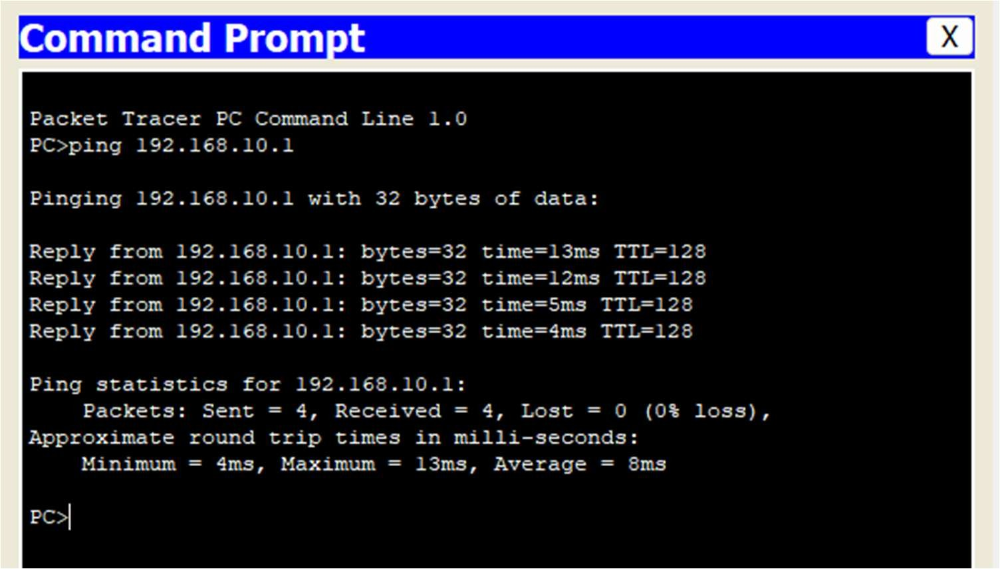 Command Prompt
X
Packet Tracer PC Command Line 1.0
PC>ping 192.168.10.1
Pinging 192.168.10.1 with 32 bytes of data:
Reply from 192.168.10.1: bytes=32 time=13ms TTL=128
Reply from 192.168.10.1: bytes=32 time=12ms TTL=128
Reply from 192.168.10.1: bytes=32 time=5ms TTL=128
Reply from 192.168.10.1: bytes=32 time=4ms TTL=128
Ping statistics for 192.168.10.1:
Packets: Sent = 4, Received = 4, Lost = 0 (0% loss),
Approximate round trip times in milli-seconds:
Minimum = 4ms, Maximum = 13ms, Average = 8ms
PC>